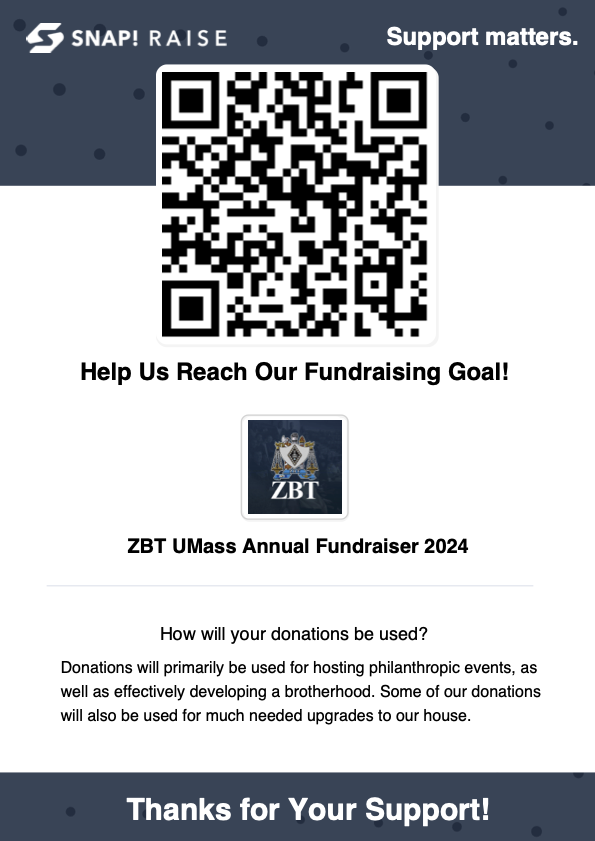 SNAP! RAISE
Support matters.
Help Us Reach Our Fundraising Goal!
ZBT
ZBT UMass Annual Fundraiser 2024
How will your donations be used?
Donations will primarily be used for hosting philanthropic events, as
well as effectively developing a brotherhood. Some of our donations
will also be used for much needed upgrades to our house.
Thanks for Your Support!